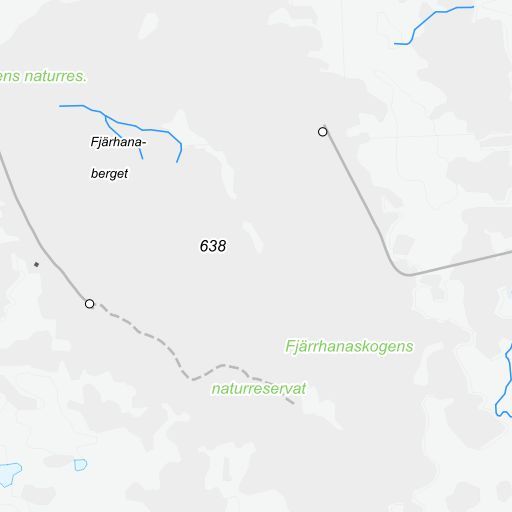 ens naturres.
Fjärhana-
berget
638
Fjärrhanaskogens
naturreservat